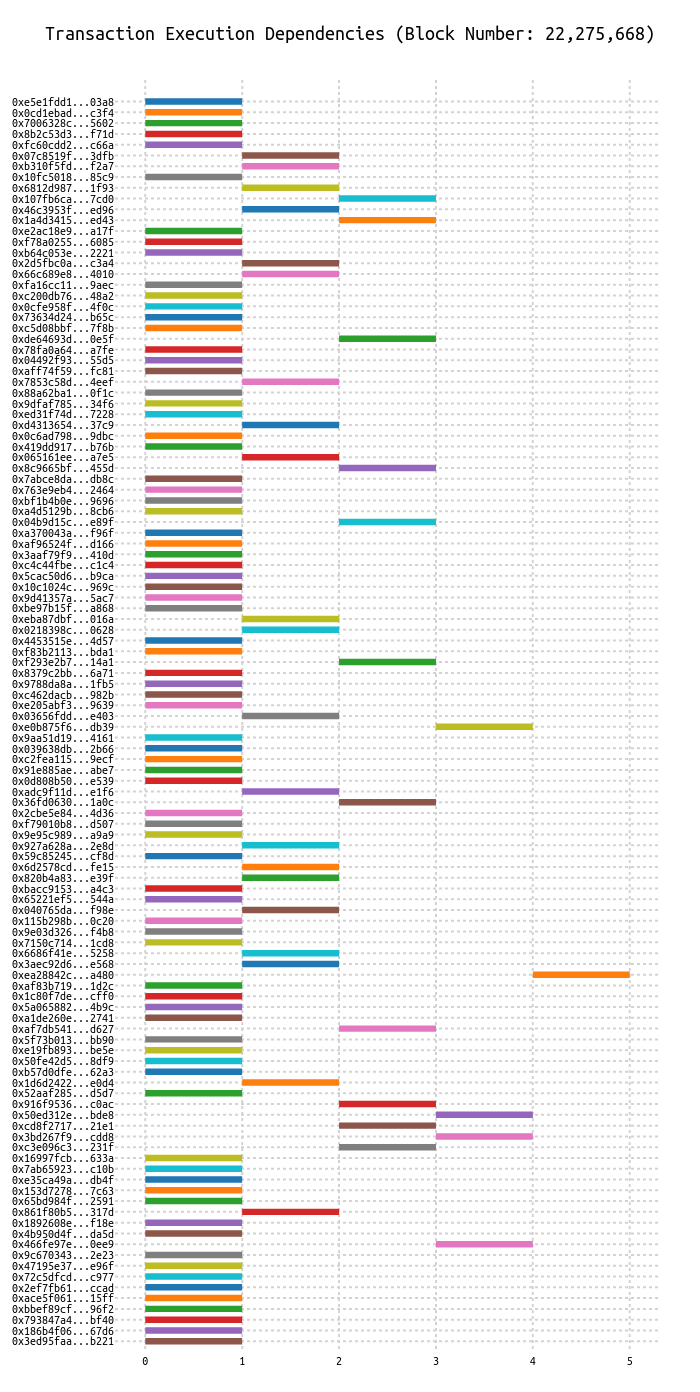 Transaction Execution Dependencies (Block Number: 22,275,668)
0xe5e1fdd1...03a8
0x0cd1ebad...c3f4
0x7006328c...5602
0x8b2c53d3...f71d
0xfc60cdd2...c66a
0x07c8519f...3dfb
0xb310f5fd...f2a7
0x10fc5018...85c9
0x6812d987...1f93
0x107fb6ca...7cd0
0x46c3953f...ed96
0x1a4d3415...ed43
0xe2ac18e9...a17f
0xf78a0255...6085
0xb64c053e...2221
0x2d5fbc0a...c3a4
0x66c689e8...4010
0xfa16cc11...9aec
0xc200db76...48a2
0x0cfe958f...4f0c
0x73634d24...b65c
0xc5d08bbf...7f8b
0xde64693d...0e5f
0x78fa0a64...a7fe
0x04492f93...55d5
0xaff74f59...fc81
0x7853c58d...4eef
0x88a62ba1...0f1c
0x9dfaf785...34f6
0xed31f74d...7228
0xd4313654...37c9
0x0c6ad798...9dbc
0x419dd917...b76b
0x065161ee...a7e5
0x8c9665bf...455d
0x7abce8da...db8c
0x763e9eb4...2464
0xbf1b4b0e...9696
0xa4d5129b...8cb6
0x04b9d15c...e89f
0xa370043a...f96f
0xaf96524f...d166
0x3aaf79f9...410d
0xc4c44fbe...c1c4
0x5cac50d6...b9ca
0x10c1024c...969c
0x9d41357a...5ac7
0xbe97b15f...a868
0xeba87dbf...016a
0x0218398c...0628
0x4453515e...4d57
0xf83b2113...bda1
0xf293e2b7...14a1
0x8379c2bb...6a71
0x9788da8a...1fb5
0xc462dacb...982b
0xe205abf3...9639
0x03656fdd...e403
0xe0b875f6...db39
0x9aa51d19...4161
0x039638db...2b66
0xc2fea115...9ecf
0x91e885ae...abe7
0x0d808b50...e539
0xadc9f11d...e1f6
0x36fd0630...1a0c
0x2cbe5e84...4d36
0xf79010b8...d507
0x9e95c989...a9a9
0x927a628a...2e8d
0x59c85245...cf8d
0x6d2578cd...fe15
0x820b4a83...e39f
0xbacc9153...a4c3
0x65221ef5...544a
0x040765da...f98e
0x115b298b...0c20
0x9e03d326...f4b8
0x7150c714...1cd8
0x6686f41e...5258
0x3aec92d6...e568
0xea28842c...a480
0xaf83b719...1d2c
0x1c80f7de...cff0
0x5a065882...4b9c
0xa1de260e...2741
0xaf7db541...d627
0x5f73b013...bb90
0xe19fb893...be5e
0x50fe42d5...8df9
0xb57d0dfe...62a3
0x1d6d2422...e0d4
0x52aaf285...d5d7
0x916f9536...c0ac
0x50ed312e...bde8
0xcd8f2717...21e1
0x3bd267f9...cdd8
0xc3e096c3...231f
0x16997fcb...633a
0x7ab65923...c10b
0xe35ca49a...db4f
0x153d7278...7c63
0x65bd984f...2591
0x861f80b5...317d
0x1892608e...f18e
0x4b950d4f...da5d
0x466fe97e...0ee9
0x9c670343...2e23
0x47195e37...e96f
0x72c5dfcd...c977
0x2ef7fb61...ccad
0xace5f061...15ff
0xbbef89cf...96f2
0x793847a4...bf40
0x186b4f06...67d6
0x3ed95faa...b221
0 1 2 3 4 5